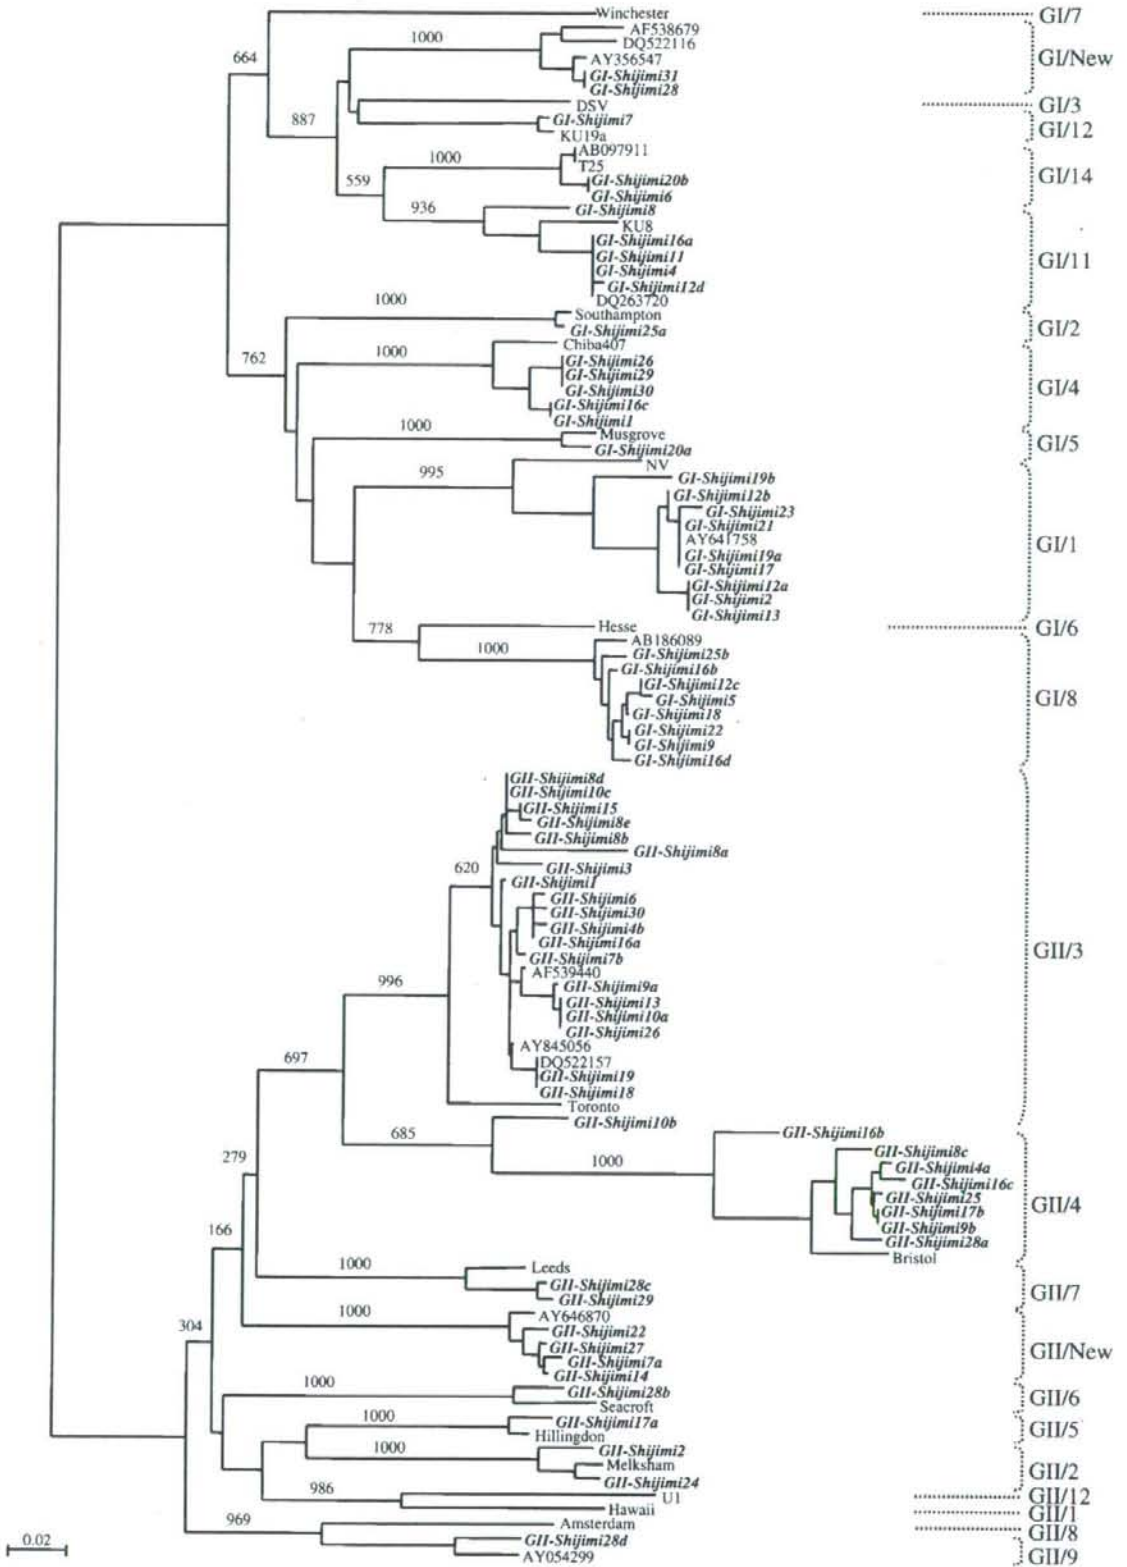 Winchester
GI/7
AF538679
1000
DQ522116
664
AY356547
GI/New
GI-Shijimi31
GI-Shijimi28
DSV
GI/3
887
GI-Shijimi7
KU19a
GI/12
AB097911
1000
T25
559
GI-Shijimi20b
GI/14
GI-Shijimi6
936
GI-Shijimi8
KU8
GI-Shijimi16a
GI-Shijimi11
GI/11
GI-Shijimi4
GI-Shijimi12d
DQ263720
1000
Southampton
GI/2
GI-Shijimi25a
Chiba407
762
1000
GI-Shijimi26
GI-Shijimi29
GI/4
GI-Shijimi30
GI-Shijimi16c
GI-Shijimi1
1000
Musgrove
GI/5
GI-Shijimi20a
NV
995
GI-Shijimi19b
GI-Shijimi12b
GI-Shijimi23
GI-Shijimi21
AY641758
GI/1
GI-Shijimi19a
GI-Shijimi17
GI-Shijimi12a
GI-Shijimi2
GI-Shijimi13
778
Hesse
GI/6
1000
AB186089
GI-Shijimi25b
GI-Shijimi16b
GI-Shijimi12c
GI-Shijimi5
GI/8
GI-Shijimi18
GI-Shijimi22
GI-Shijimi9
GI-Shijimi16d
GII-Shijimi8d
GII-Shijimi10c
GII-Shijimi15
GII-Shijimi8e
GII-Shijimi8b
GII-Shijimi8a
620
GII-Shijimi3
GII-Shijimi1
GII-Shijimi6
GII-Shijimi30
GII-Shijimi4b
GII-Shijimi16a
GII/3
GII-Shijimi7b
AF539440
996
GII-Shijimi9a
GII-Shijimi13
GII-Shijimi10a
GII-Shijimi26
AY845056
697
DQ522157
GII-Shijimi19
GII-Shijimi18
Toronto
GII-Shijimi10b
685
GII-Shijimi16b
279
1000
GII-Shijimi8c
GII-Shijimi4a
GII-Shijimi16c
GII-Shijimi25
GII/4
GII-Shijimi17b
166
GII-Shijimi9b
GII-Shijimi28a
Bristol
1000
Leeds
GII-Shijimi28c
GII/7
GII-Shijimi29
1000
AY646870
304
GII-Shijimi22
GII-Shijimi27
GII/New
GII-Shijimi7a
GII-Shijimi14
1000
GII-Shijimi28b
GII/6
Seacroft
1000
GII-Shijimi17a
GII/5
Hillingdon
1000
GII-Shijimi2
Melksham
GII/2
GII-Shijimi24
986
U1
GII/12
Hawaii
GII/1
969
Amsterdam
GII/8
0.02
GII-Shijimi28d
AY054299
GII/9